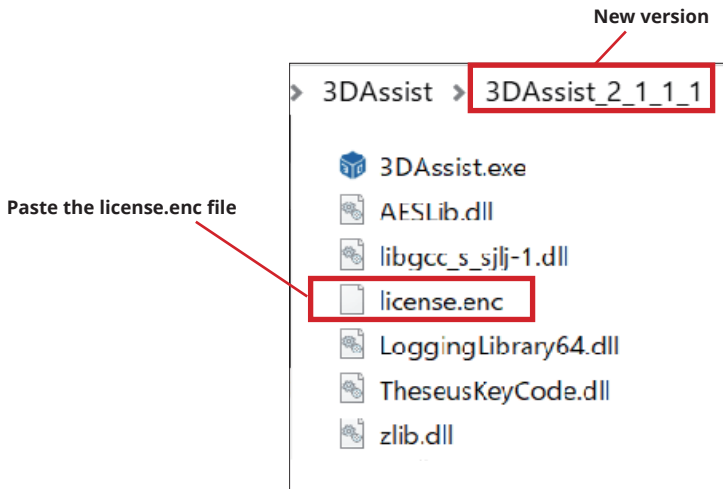 New version
> 3DAssist > 3DAssist_2_1_1_1
3DAssist.exe
AESLib.dll
Paste the license.enc file
libgcc_s_sjlj-1.dll
license.enc
LoggingLibrary64.dll
TheseusKeyCode.dll
zlib.dll